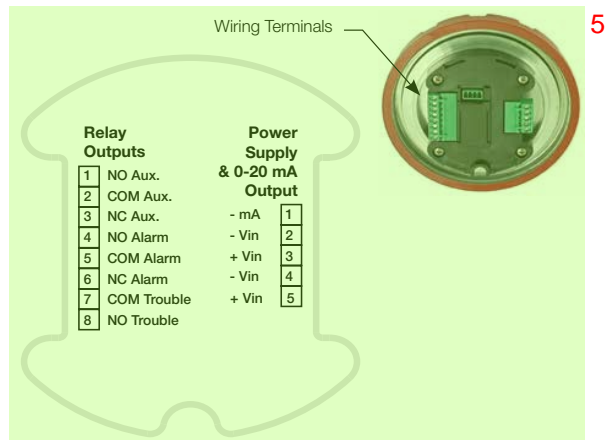 Wiring Terminals
5
Relay
Outputs
1 NO Aux.
2 COM Aux.
3 NC Aux.
4 NO Alarm
5 COM Alarm
6 NC Alarm
7 COM Trouble
8 NO Trouble
Power
Supply
& 0-20 mA
Output
- mA 1
- Vin 2
+ Vin 3
- Vin 4
+ Vin 5